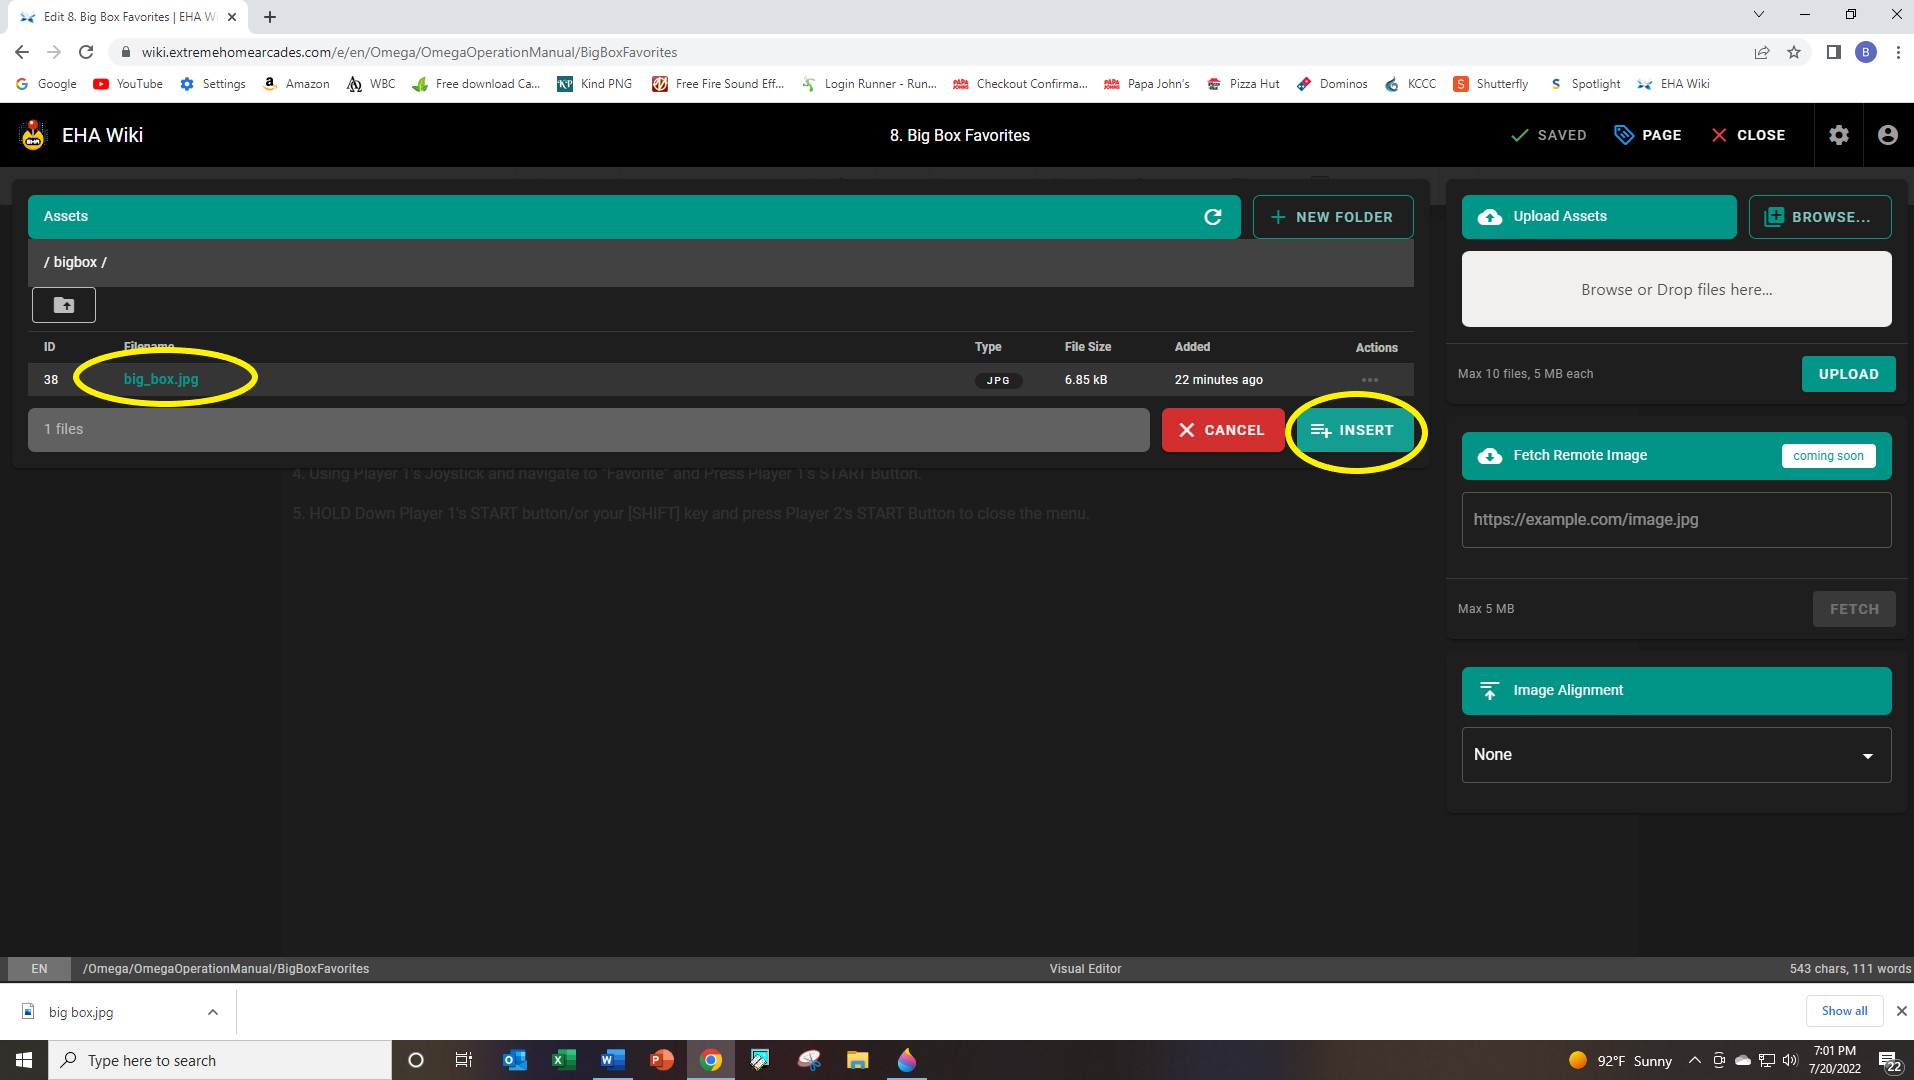 Edit 8. Big Box Favorites | EHA Wi
wiki.extremehomearcades.com/e/en/Omega/OmegaOperationManual/BigBoxFavorites
B
Google YouTube Settings Amazon WBC Free download Ca... Kind PNG Free Fire Sound Eff... Login Runner - Run... Checkout Confirma... Papa John's Pizza Hut Dominos KCCC Shutterfly Spotlight EHA Wiki
EHA Wiki
8. Big Box Favorites
SAVED PAGE CLOSE
Assets
NEW FOLDER
/ bigbox /
ID Filename Type File Size Added Actions
38 big_box.jpg JPG 6.85 kB 22 minutes ago
1 files
CANCEL INSERT
4. Using Player 1's Joystick and navigate to "Favorite" and Press Player 1's START Button.
5. HOLD Down Player 1's START button/or your [SHIFT] key and press Player 2's START Button to close the menu.
Upload Assets BROWSE...
Browse or Drop files here...
Max 10 files, 5 MB each UPLOAD
Fetch Remote Image coming soon
https://example.com/image.jpg
Max 5 MB FETCH
Image Alignment
None
EN /Omega/OmegaOperationManual/BigBoxFavorites Visual Editor 543 chars, 111 words
big box.jpg Show all
Type here to search
92°F Sunny
7:01 PM
7/20/2022
22